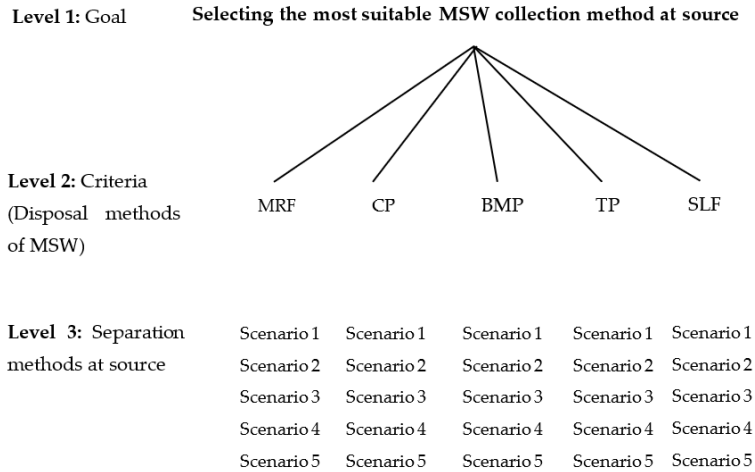 Level 1: Goal
Selecting the most suitable MSW collection method at source
Level 2: Criteria
(Disposal methods
of MSW)
MRF CP BMP TP SLF
Level 3: Separation
methods at source
Scenario 1 Scenario 1 Scenario 1 Scenario 1 Scenario 1
Scenario 2 Scenario 2 Scenario 2 Scenario 2 Scenario 2
Scenario 3 Scenario 3 Scenario 3 Scenario 3 Scenario 3
Scenario 4 Scenario 4 Scenario 4 Scenario 4 Scenario 4
Scenario 5 Scenario 5 Scenario 5 Scenario 5 Scenario 5